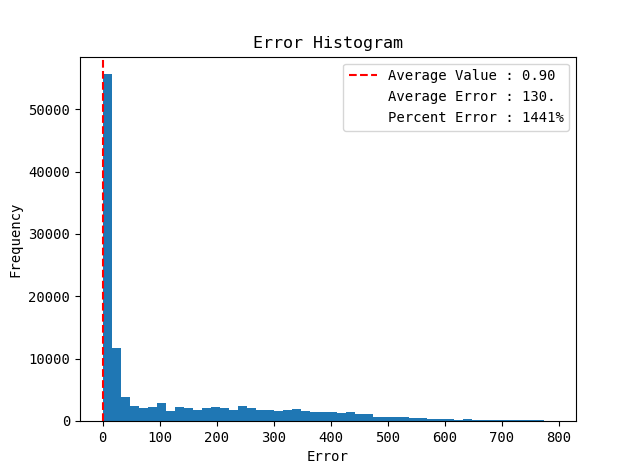 Error Histogram
Average Value : 0.90
Average Error : 130.
Percent Error : 1441%
Frequency
50000
40000
30000
20000
10000
0
0 100 200 300 400 500 600 700 800
Error